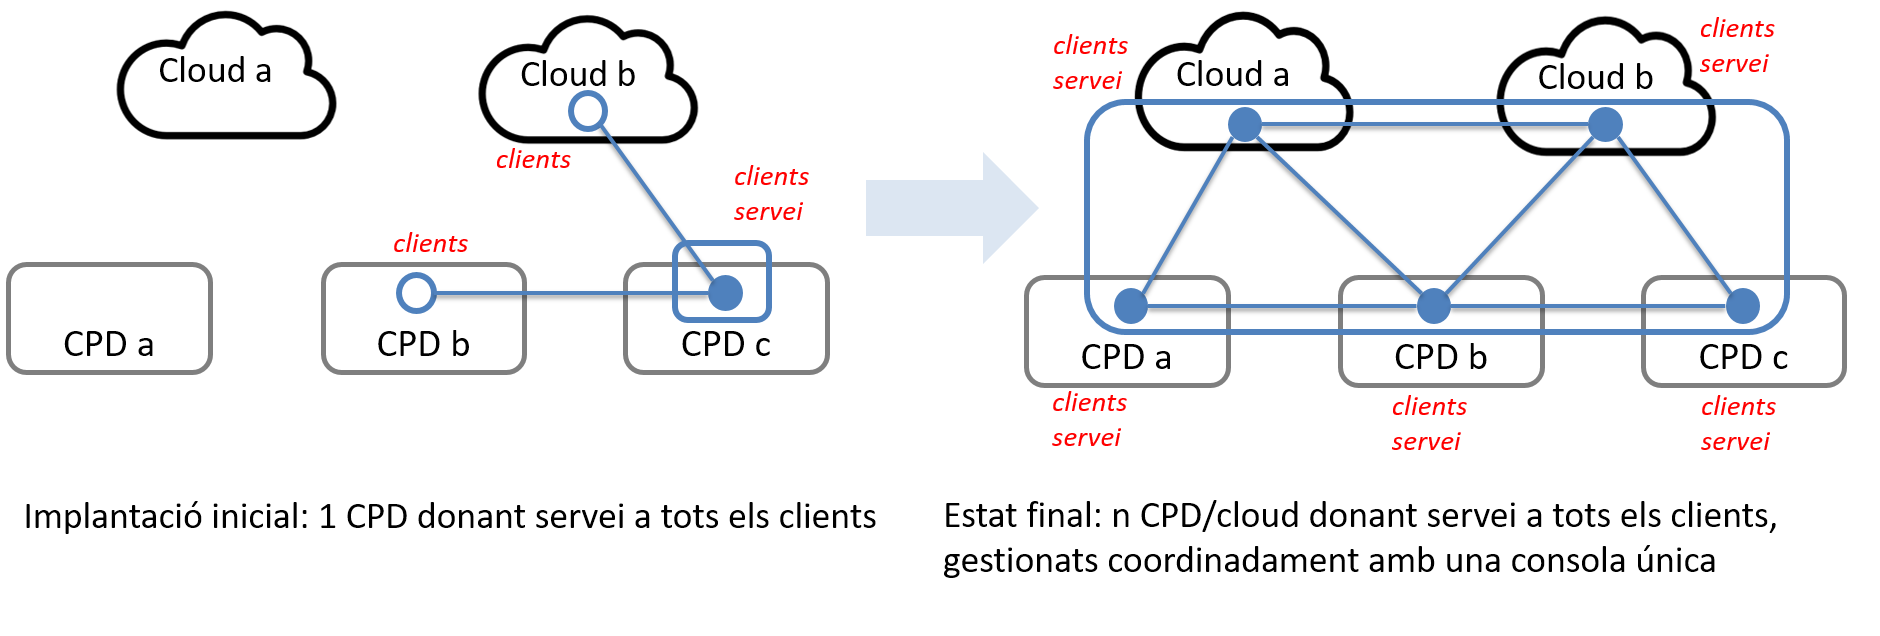 Cloud a
Cloud b
clients
clients
servei
clients
CPD a
CPD b
CPD c
Implantació inicial: 1 CPD donant servei a tots els clients
clients
servei
Cloud a
Cloud b
clients
servei
CPD a
CPD b
CPD c
clients
servei
clients
servei
clients
servei
Estat final: n CPD/cloud donant servei a tots els clients,
gestionats coordinadament amb una consola única